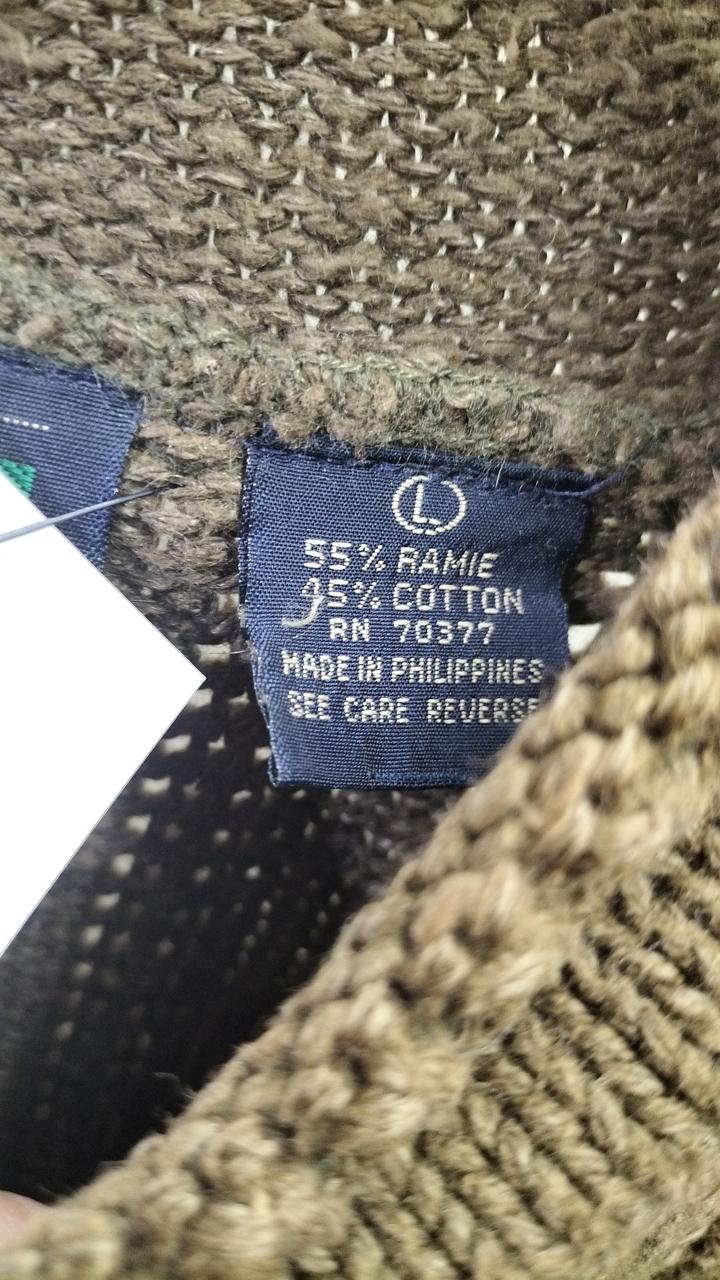 L
55% RAMIE
45% COTTON
RN 70377
MADE IN PHILIPPINES
SEE CARE REVERSE